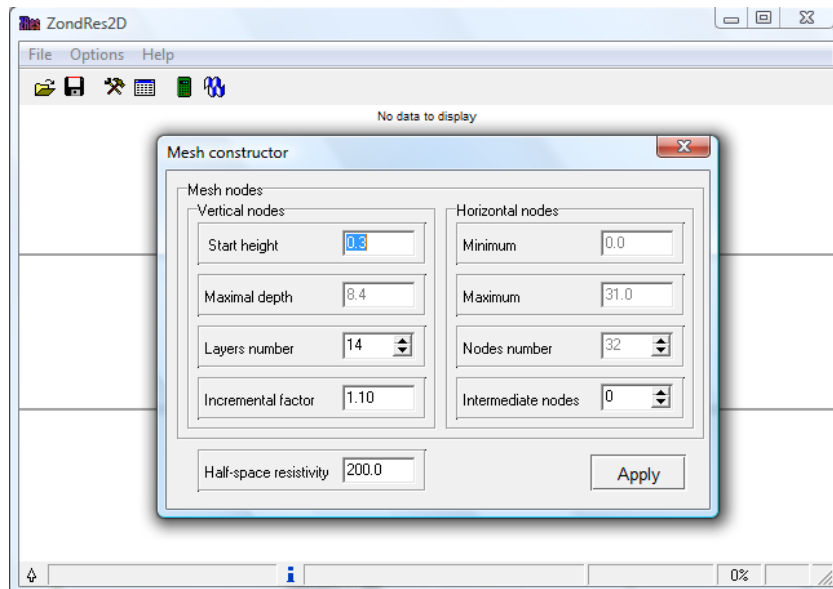 ZondRes2D
File Options Help
No data to display
Mesh constructor
Mesh nodes
Vertical nodes
Start height 0.3
Maximal depth 8.4
Layers number 14
Incremental factor 1.10
Horizontal nodes
Minimum 0.0
Maximum 31.0
Nodes number 32
Intermediate nodes 0
Half-space resistivity 200.0
Apply
0%